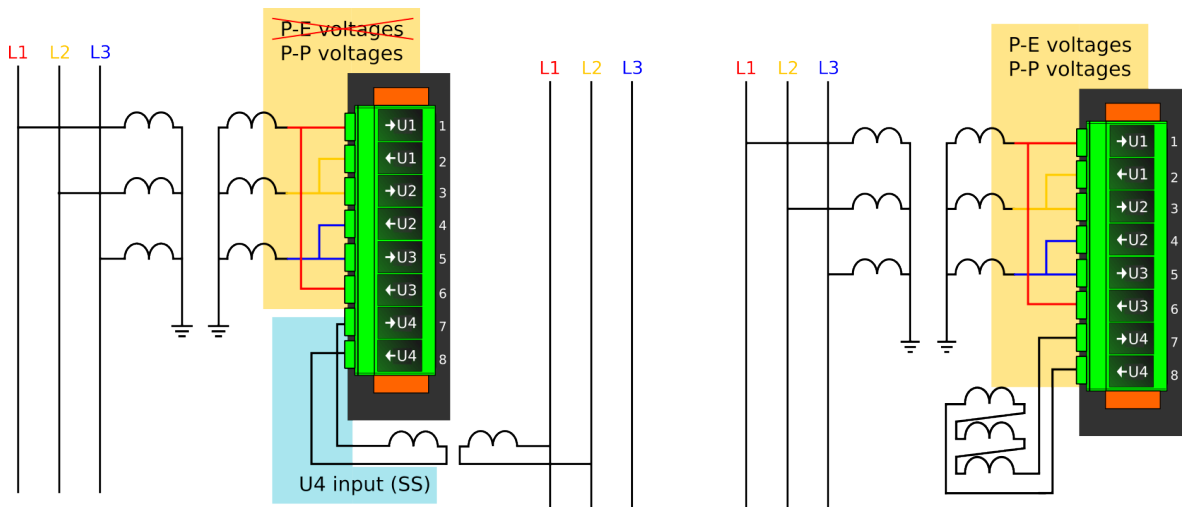 P-E voltages
P-P voltages
L1 L2 L3
→U1 1
←U1 2
→U2 3
←U2 4
→U3 5
←U3 6
→U4 7
←U4 8
U4 input (SS)
L1 L2 L3
L1 L2 L3
P-E voltages
P-P voltages
→U1 1
←U1 2
→U2 3
←U2 4
→U3 5
←U3 6
→U4 7
←U4 8